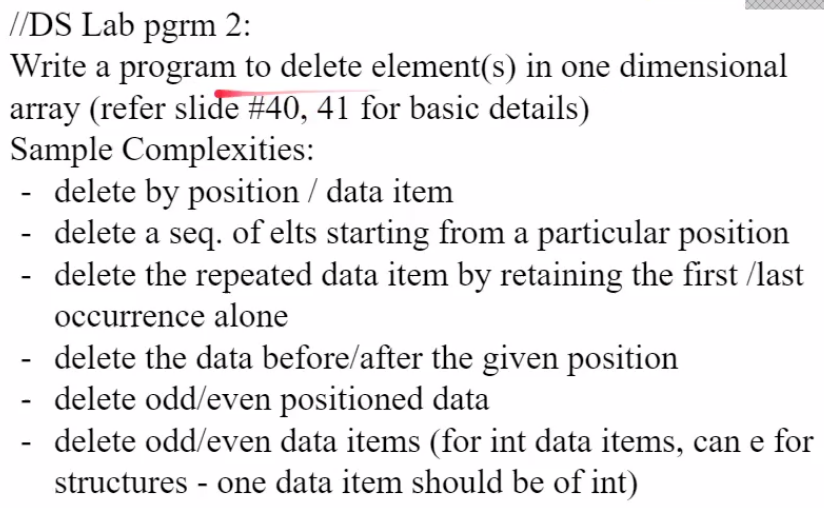 //DS Lab pgrm 2:
Write a program to delete element(s) in one dimensional
array (refer slide #40, 41 for basic details)
Sample Complexities:
- delete by position / data item
- delete a seq. of elts starting from a particular position
- delete the repeated data item by retaining the first /last
occurrence alone
- delete the data before/after the given position
- delete odd/even positioned data
- delete odd/even data items (for int data items, can e for
structures - one data item should be of int)